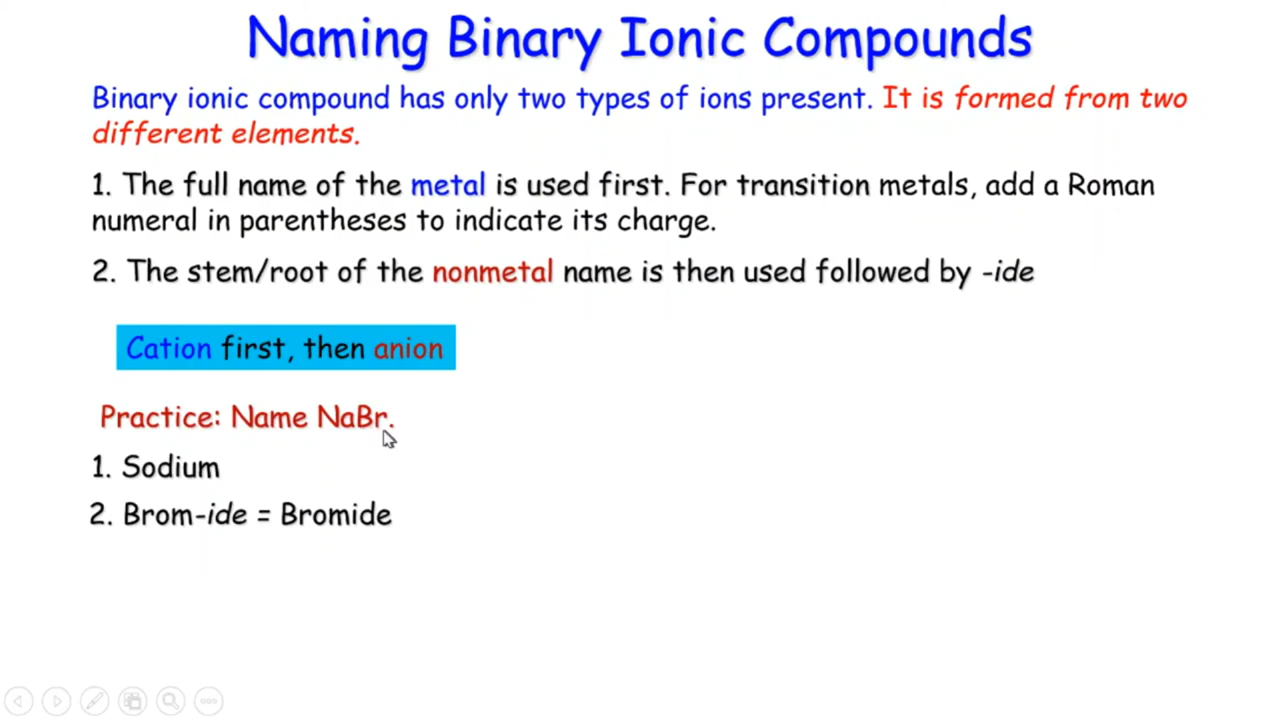 Naming Binary Ionic Compounds
Binary ionic compound has only two types of ions present. It is formed from two
different elements.
1. The full name of the metal is used first. For transition metals, add a Roman
numeral in parentheses to indicate its charge.
2. The stem/root of the nonmetal name is then used followed by -ide
Cation first, then anion
Practice: Name NaBr.
1. Sodium
2. Brom-ide = Bromide